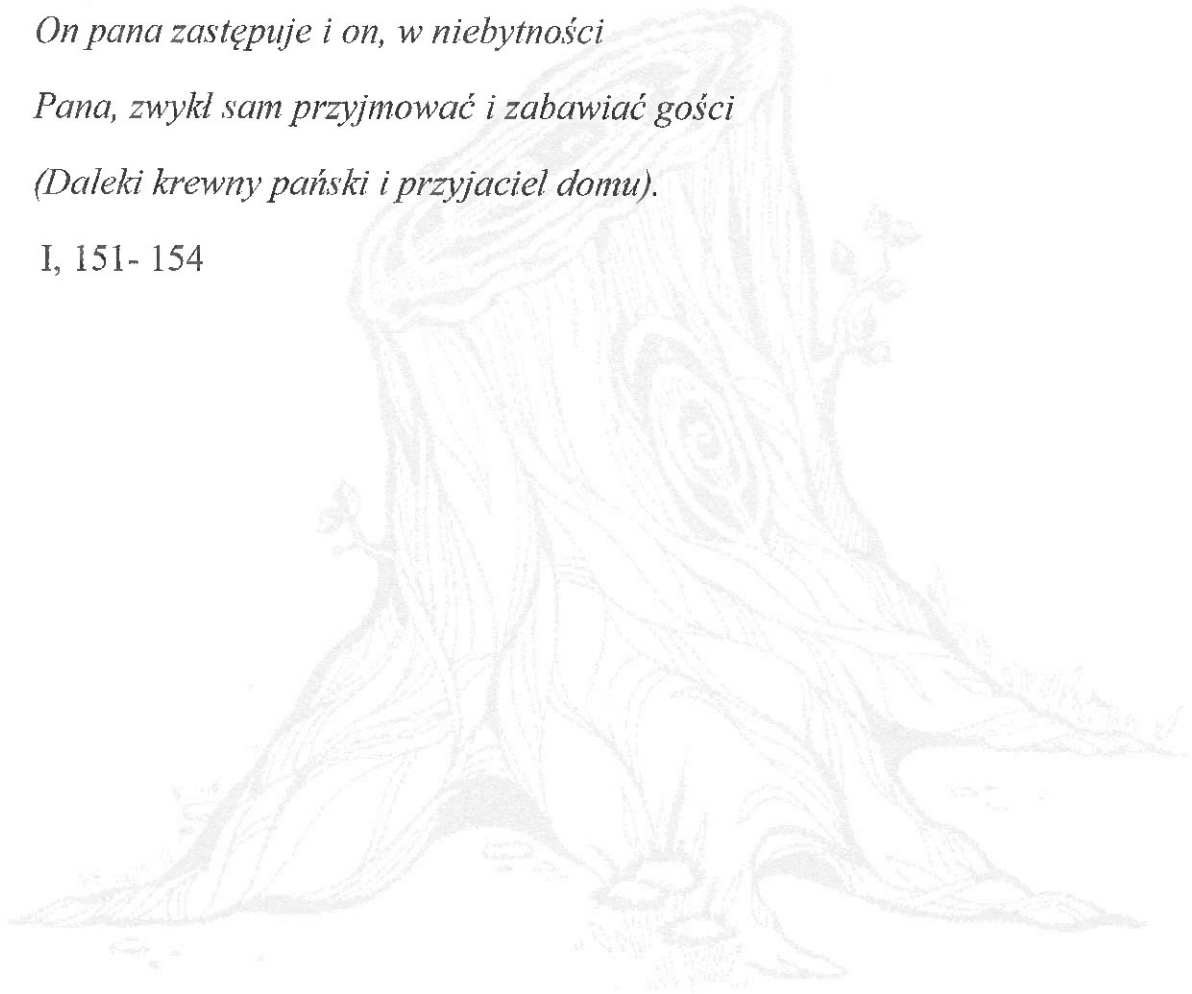 On pana zastępuje i on, w niebytności
Pana, zwykł sam przyjmować i zabawiać gości
(Daleki krewny pański i przyjaciel domu).
I, 151- 154